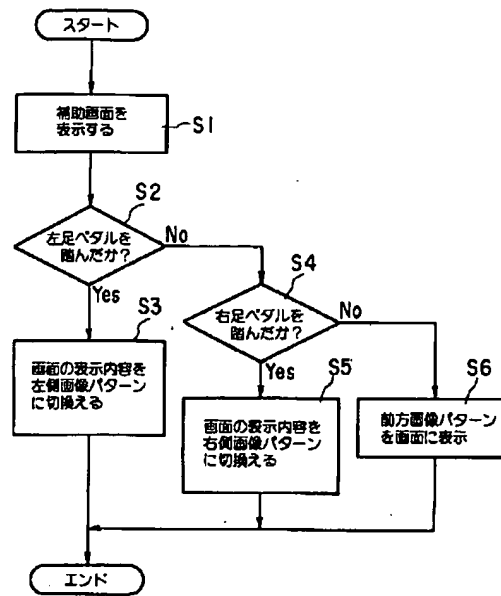 スタート
補助画面を
表示する
S1
S2
左足ペダルを
踏んだか？
No
Yes
S4
右足ペダルを
踏んだか？
No
Yes
S3
画面の表示内容を
左側画像パターン
に切換える
S5
画面の表示内容を
右側画像パターン
に切換える
S6
前方画像パターン
を画面に表示
エンド